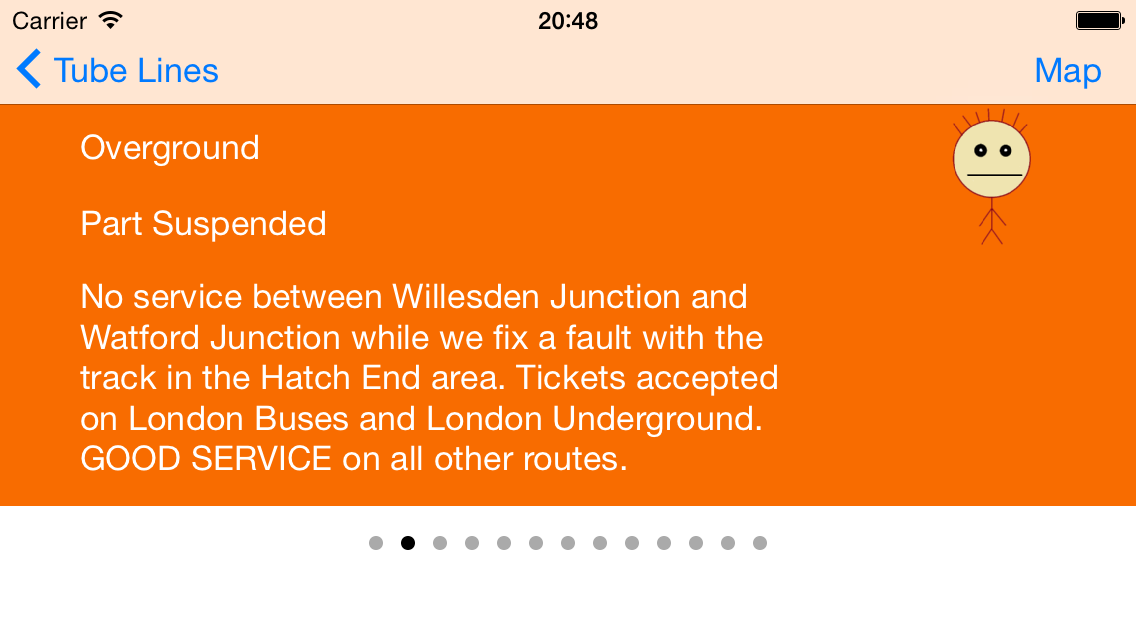 Carrier 20:48
Tube Lines Map
Overground
Part Suspended
No service between Willesden Junction and
Watford Junction while we fix a fault with the
track in the Hatch End area. Tickets accepted
on London Buses and London Underground.
GOOD SERVICE on all other routes.